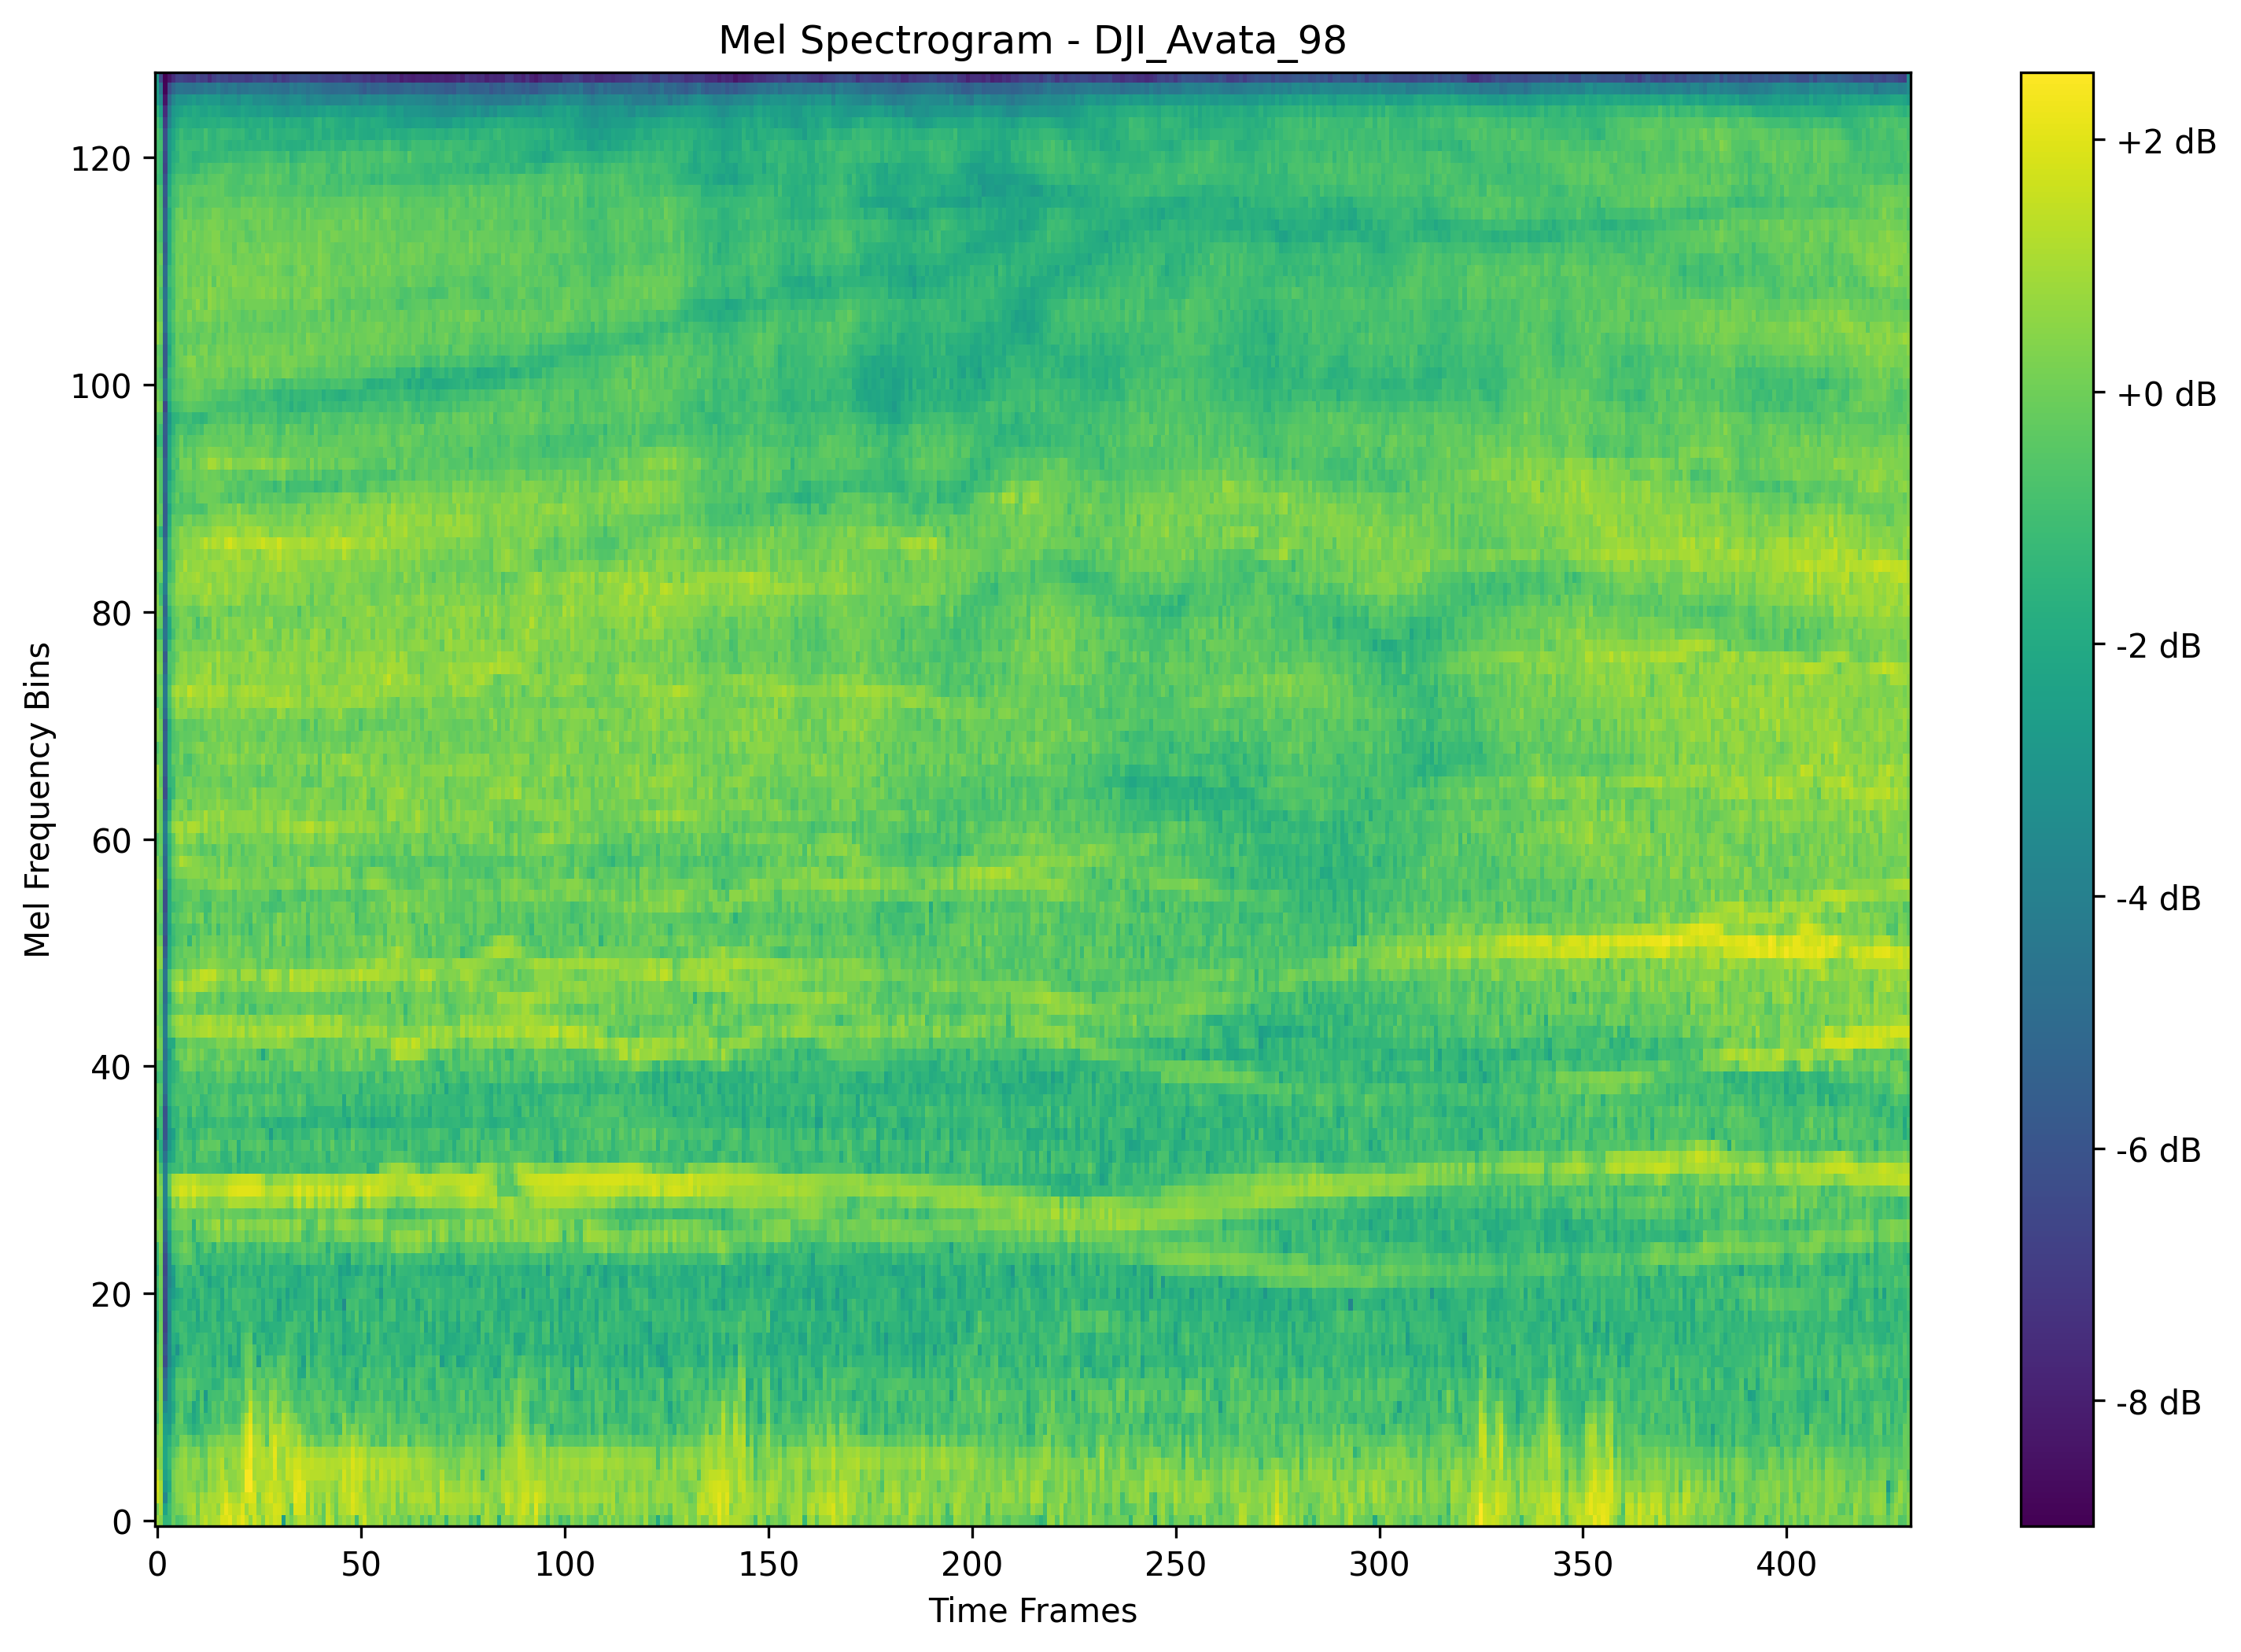 Mel Spectrogram - DJI_Avata_98
Mel Frequency Bins
120
100
80
60
40
20
0
0 50 100 150 200 250 300 350 400
Time Frames
+2 dB
+0 dB
-2 dB
-4 dB
-6 dB
-8 dB